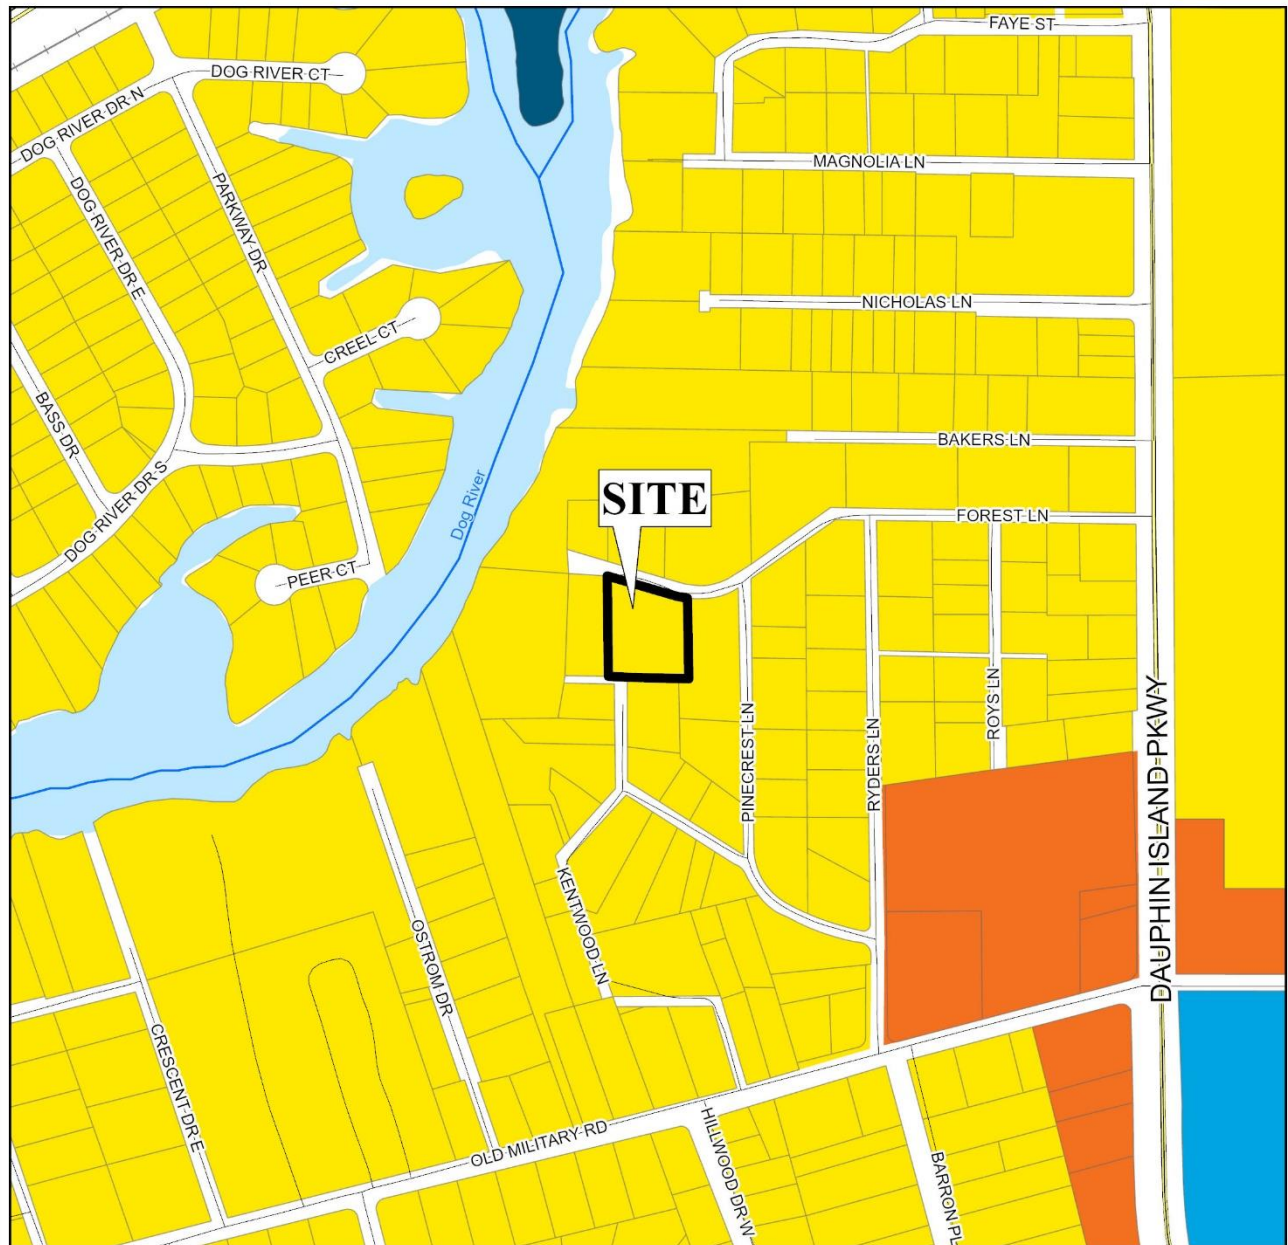 FAYE ST
DOG RIVER CT
DOG RIVER DR N
MAGNOLIA LN
DOG RIVER DR E
PARKWAY DR
NICHOLAS LN
CREEL CT
BASS DR
BAKERS LN
DOG RIVER DR S
Dog River
SITE
FOREST LN
PEER CT
PINECREST LN
RYDERS LN
ROYS LN
DAUPHIN ISLAND PKWY
KENTWOOD LN
OSTROM DR
CRESCENT DR E
OLD MILITARY RD
HILLWOOD DR W
BARRON PL